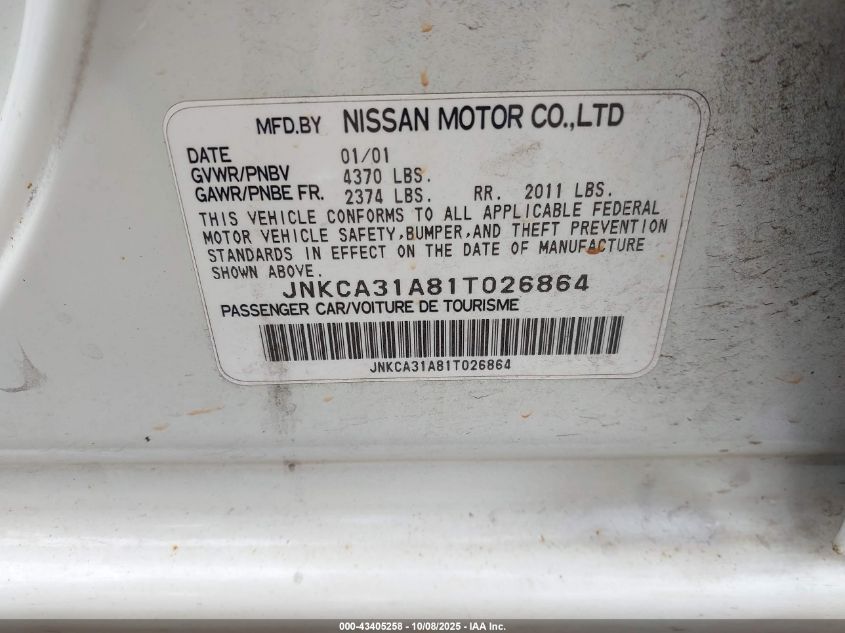 MFD.BY NISSAN MOTOR CO.,LTD
DATE 01/01
GVWR/PNBV 4370 LBS.
GAWR/PNBE FR. 2374 LBS. RR. 2011 LBS.
THIS VEHICLE CONFORMS TO ALL APPLICABLE FEDERAL
MOTOR VEHICLE SAFETY,BUMPER,AND THEFT PREVENTION
STANDARDS IN EFFECT ON THE DATE OF MANUFACTURE
SHOWN ABOVE.
JNKCA31A81T026864
PASSENGER CAR/VOITURE DE TOURISME
JNKCA31A81T026864
000-43405258 - 10/08/2025 - IAA Inc.